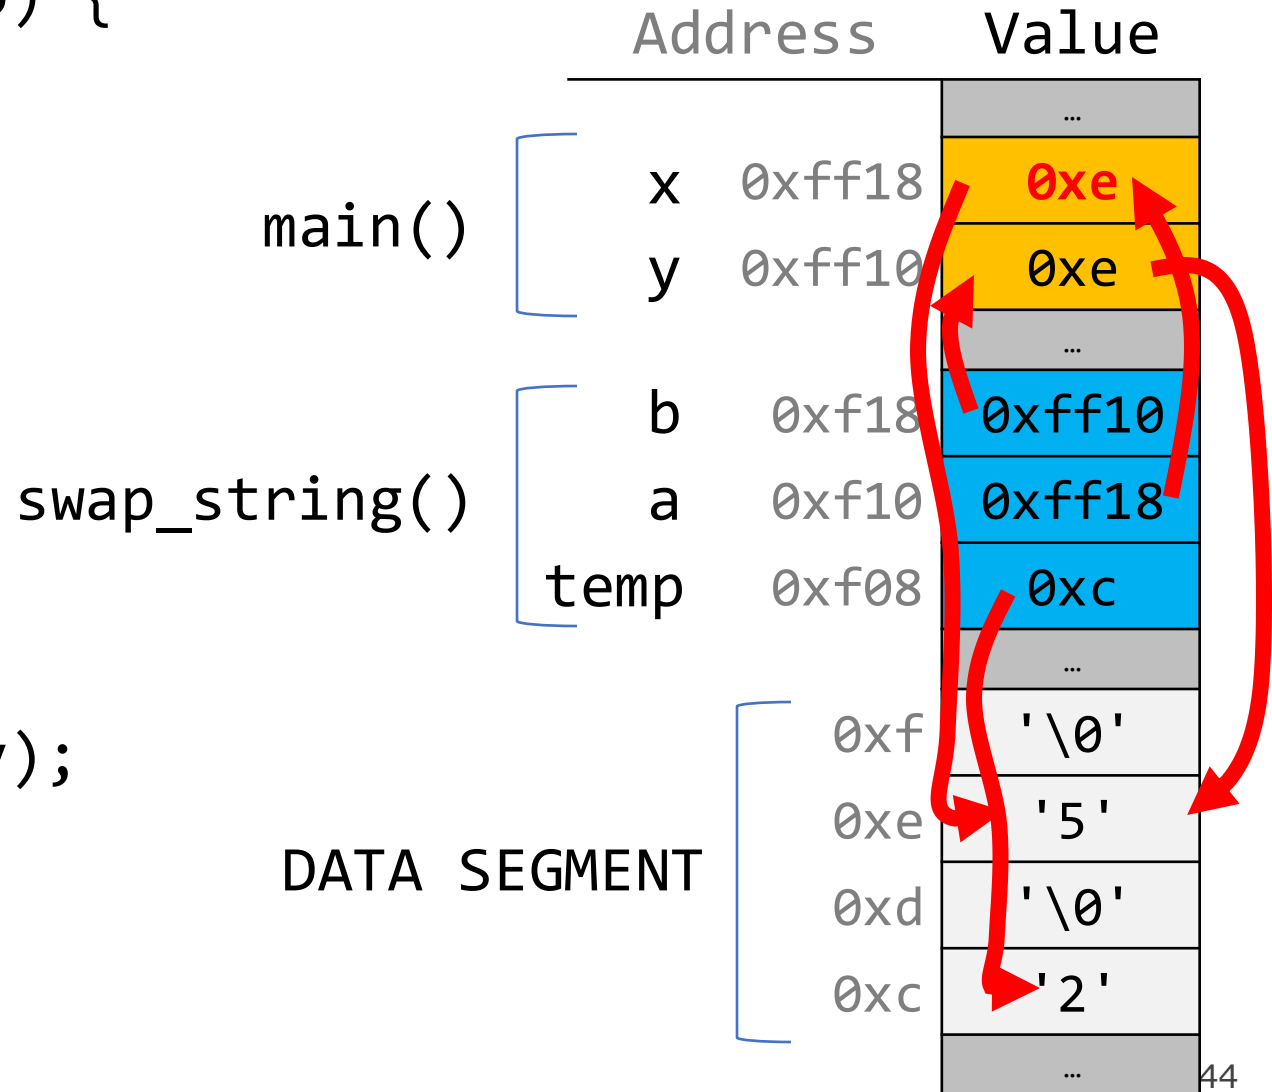 ) {
Address Value
…
x 0xff18 0xe
main()
y 0xff10 0xe
…
b 0xf18 0xff10
swap_string() a 0xf10 0xff18
temp 0xf08 0xc
…
0xf '\0'
);
0xe '5'
DATA SEGMENT
0xd '\0'
0xc '2'
…
44